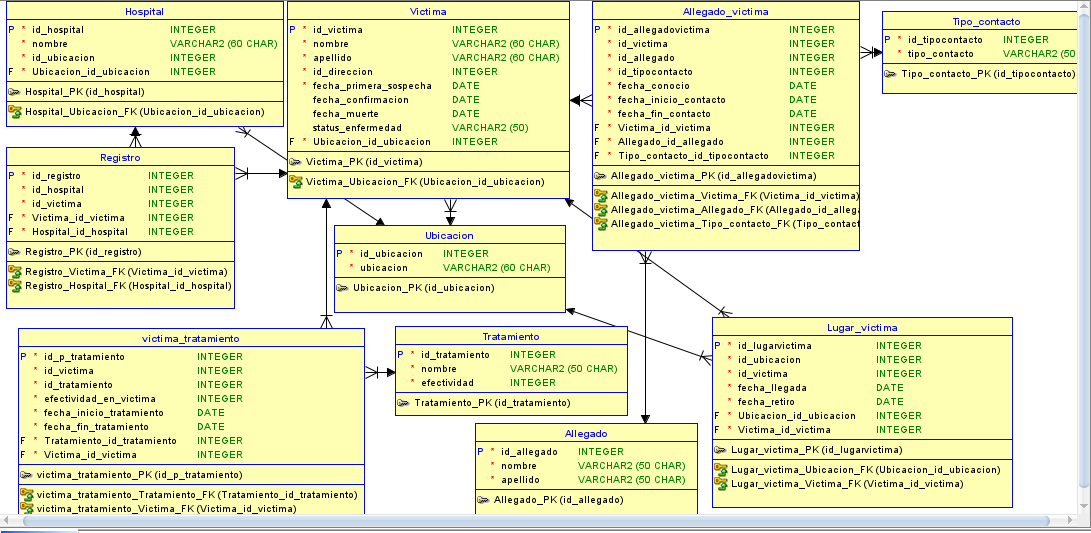 Hospital
P * id_hospital INTEGER
* nombre VARCHAR2 (60 CHAR)
* id_ubicacion INTEGER
F * Ubicacion_id_ubicacion INTEGER
Hospital_PK (id_hospital)
Hospital_Ubicacion_FK (Ubicacion_id_ubicacion)
Victima
P * id_victima INTEGER
* nombre VARCHAR2 (60 CHAR)
* apellido VARCHAR2 (60 CHAR)
* id_direccion INTEGER
* fecha_primera_sospecha DATE
fecha_confirmacion DATE
fecha_muerte DATE
status_enfermedad VARCHAR2 (50)
F * Ubicacion_id_ubicacion INTEGER
Victima_PK (id_victima)
Victima_Ubicacion_FK (Ubicacion_id_ubicacion)
Allegado_victima
P * id_allegadovictima INTEGER
* id_victima INTEGER
* id_allegado INTEGER
* id_tipocontacto INTEGER
* fecha_conocio DATE
* fecha_inicio_contacto DATE
* fecha_fin_contacto DATE
F * Victima_id_victima INTEGER
F * Allegado_id_allegado INTEGER
F * Tipo_contacto_id_tipocontacto INTEGER
Allegado_victima_PK (id_allegadovictima)
Allegado_victima_Victima_FK (Victima_id_victima)
Allegado_victima_Allegado_FK (Allegado_id_allega
Allegado_victima_Tipo_contacto_FK (Tipo_contact
Tipo_contacto
P * id_tipocontacto INTEGER
* tipo_contacto VARCHAR2 (50
Tipo_contacto_PK (id_tipocontacto)
Registro
P * id_registro INTEGER
* id_hospital INTEGER
* id_victima INTEGER
F * Victima_id_victima INTEGER
F * Hospital_id_hospital INTEGER
Registro_PK (id_registro)
Registro_Victima_FK (Victima_id_victima)
Registro_Hospital_FK (Hospital_id_hospital)
Ubicacion
P * id_ubicacion INTEGER
* ubicacion VARCHAR2 (60 CHAR)
Ubicacion_PK (id_ubicacion)
victima_tratamiento
P * id_p_tratamiento INTEGER
* id_victima INTEGER
* id_tratamiento INTEGER
* efectividad_en_victima INTEGER
* fecha_inicio_tratamiento DATE
* fecha_fin_tratamiento DATE
F * Tratamiento_id_tratamiento INTEGER
F * Victima_id_victima INTEGER
victima_tratamiento_PK (id_p_tratamiento)
victima_tratamiento_Tratamiento_FK (Tratamiento_id_tratamiento)
victima_tratamiento_Victima_FK (Victima_id_victima)
Tratamiento
P * id_tratamiento INTEGER
* nombre VARCHAR2 (50 CHAR)
* efectividad INTEGER
Tratamiento_PK (id_tratamiento)
Allegado
P * id_allegado INTEGER
* nombre VARCHAR2 (50 CHAR)
* apellido VARCHAR2 (50 CHAR)
Allegado_PK (id_allegado)
Lugar_victima
P * id_lugarvictima INTEGER
* id_ubicacion INTEGER
* id_victima INTEGER
* fecha_llegada DATE
* fecha_retiro DATE
F * Ubicacion_id_ubicacion INTEGER
F * Victima_id_victima INTEGER
Lugar_victima_PK (id_lugarvictima)
Lugar_victima_Ubicacion_FK (Ubicacion_id_ubicacion)
Lugar_victima_Victima_FK (Victima_id_victima)